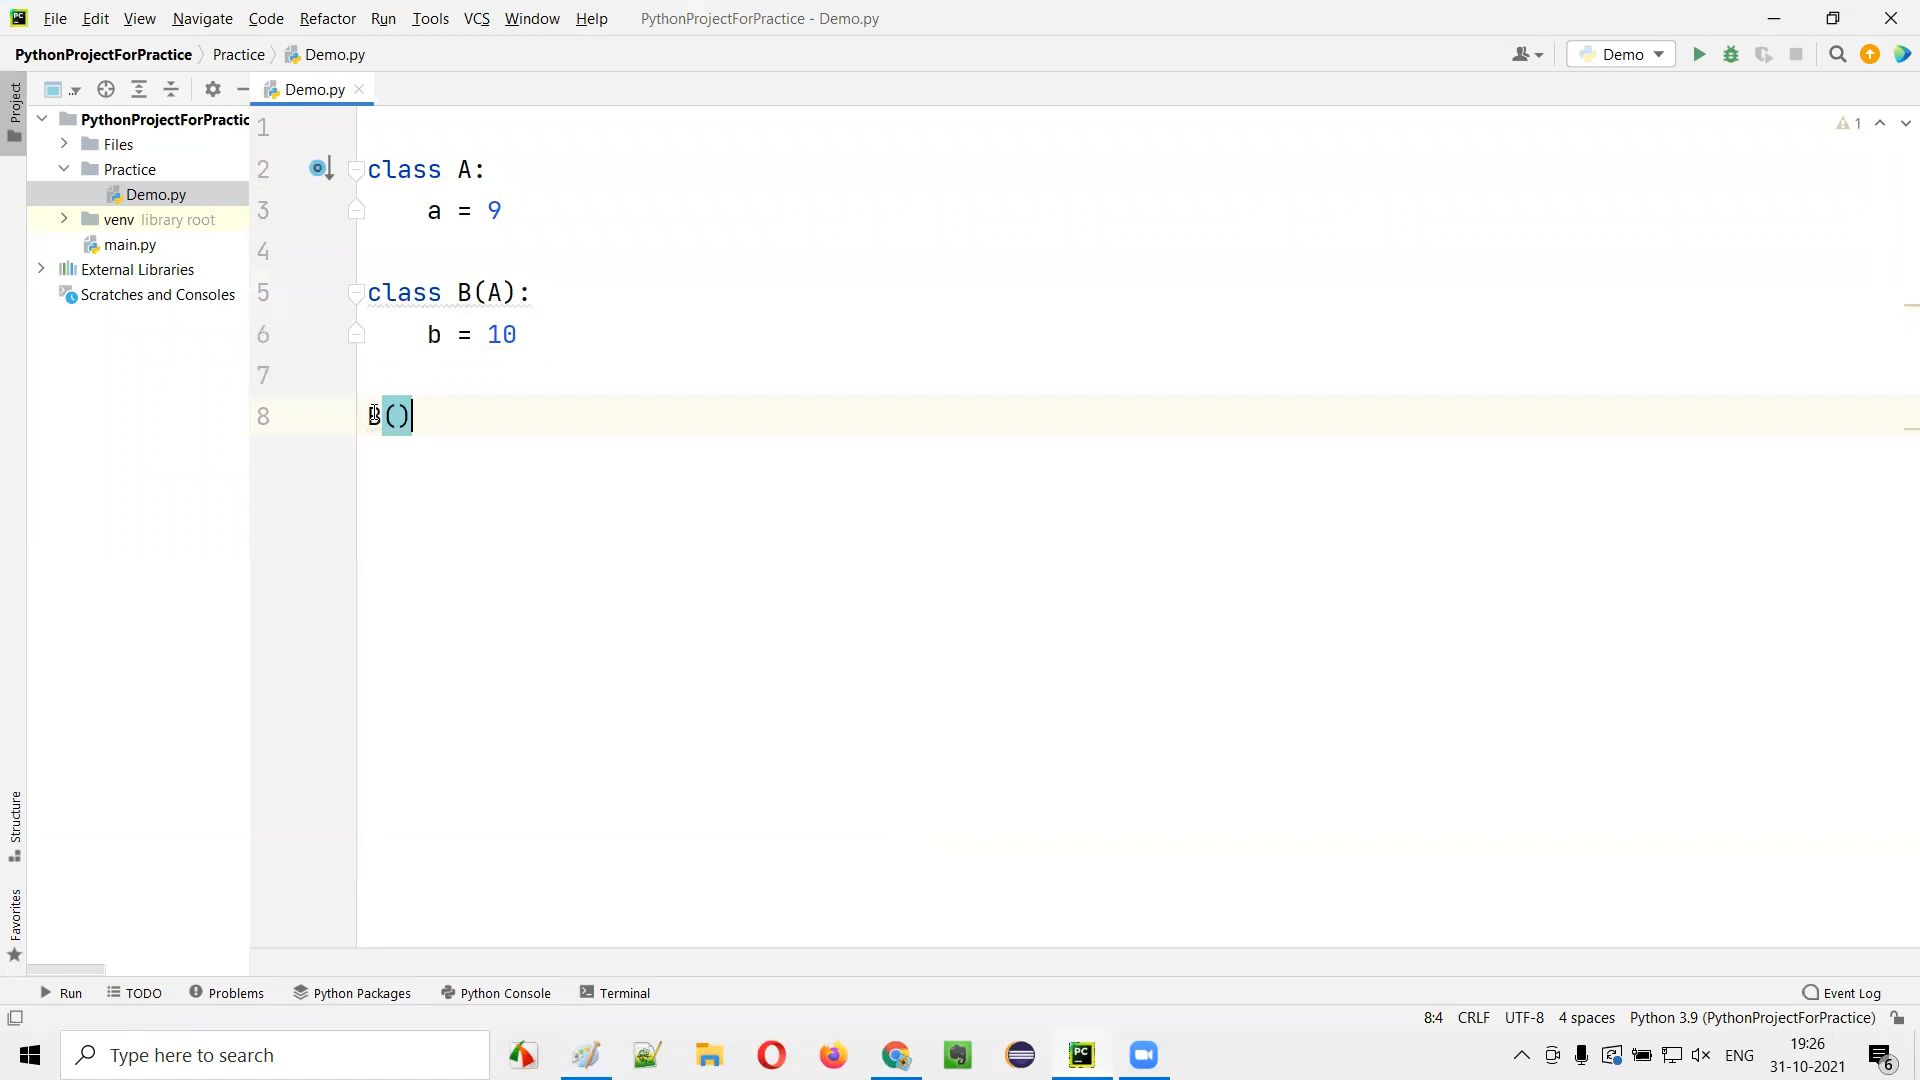 PC File Edit View Navigate Code Refactor Run Tools VCS Window Help PythonProjectForPractice - Demo.py
PythonProjectForPractice Practice Demo.py Demo
Project
Demo.py
PythonProjectForPractic
Files
Practice
Demo.py
venv library root
main.py
External Libraries
Scratches and Consoles
1
2 class A:
3 a = 9
4
5 class B(A):
6 b = 10
7
8 B()
1
Structure
Favorites
Run TODO Problems Python Packages Python Console Terminal Event Log
8:4 CRLF UTF-8 4 spaces Python 3.9 (PythonProjectForPractice)
Type here to search PC ENG 19:26
31-10-2021
6